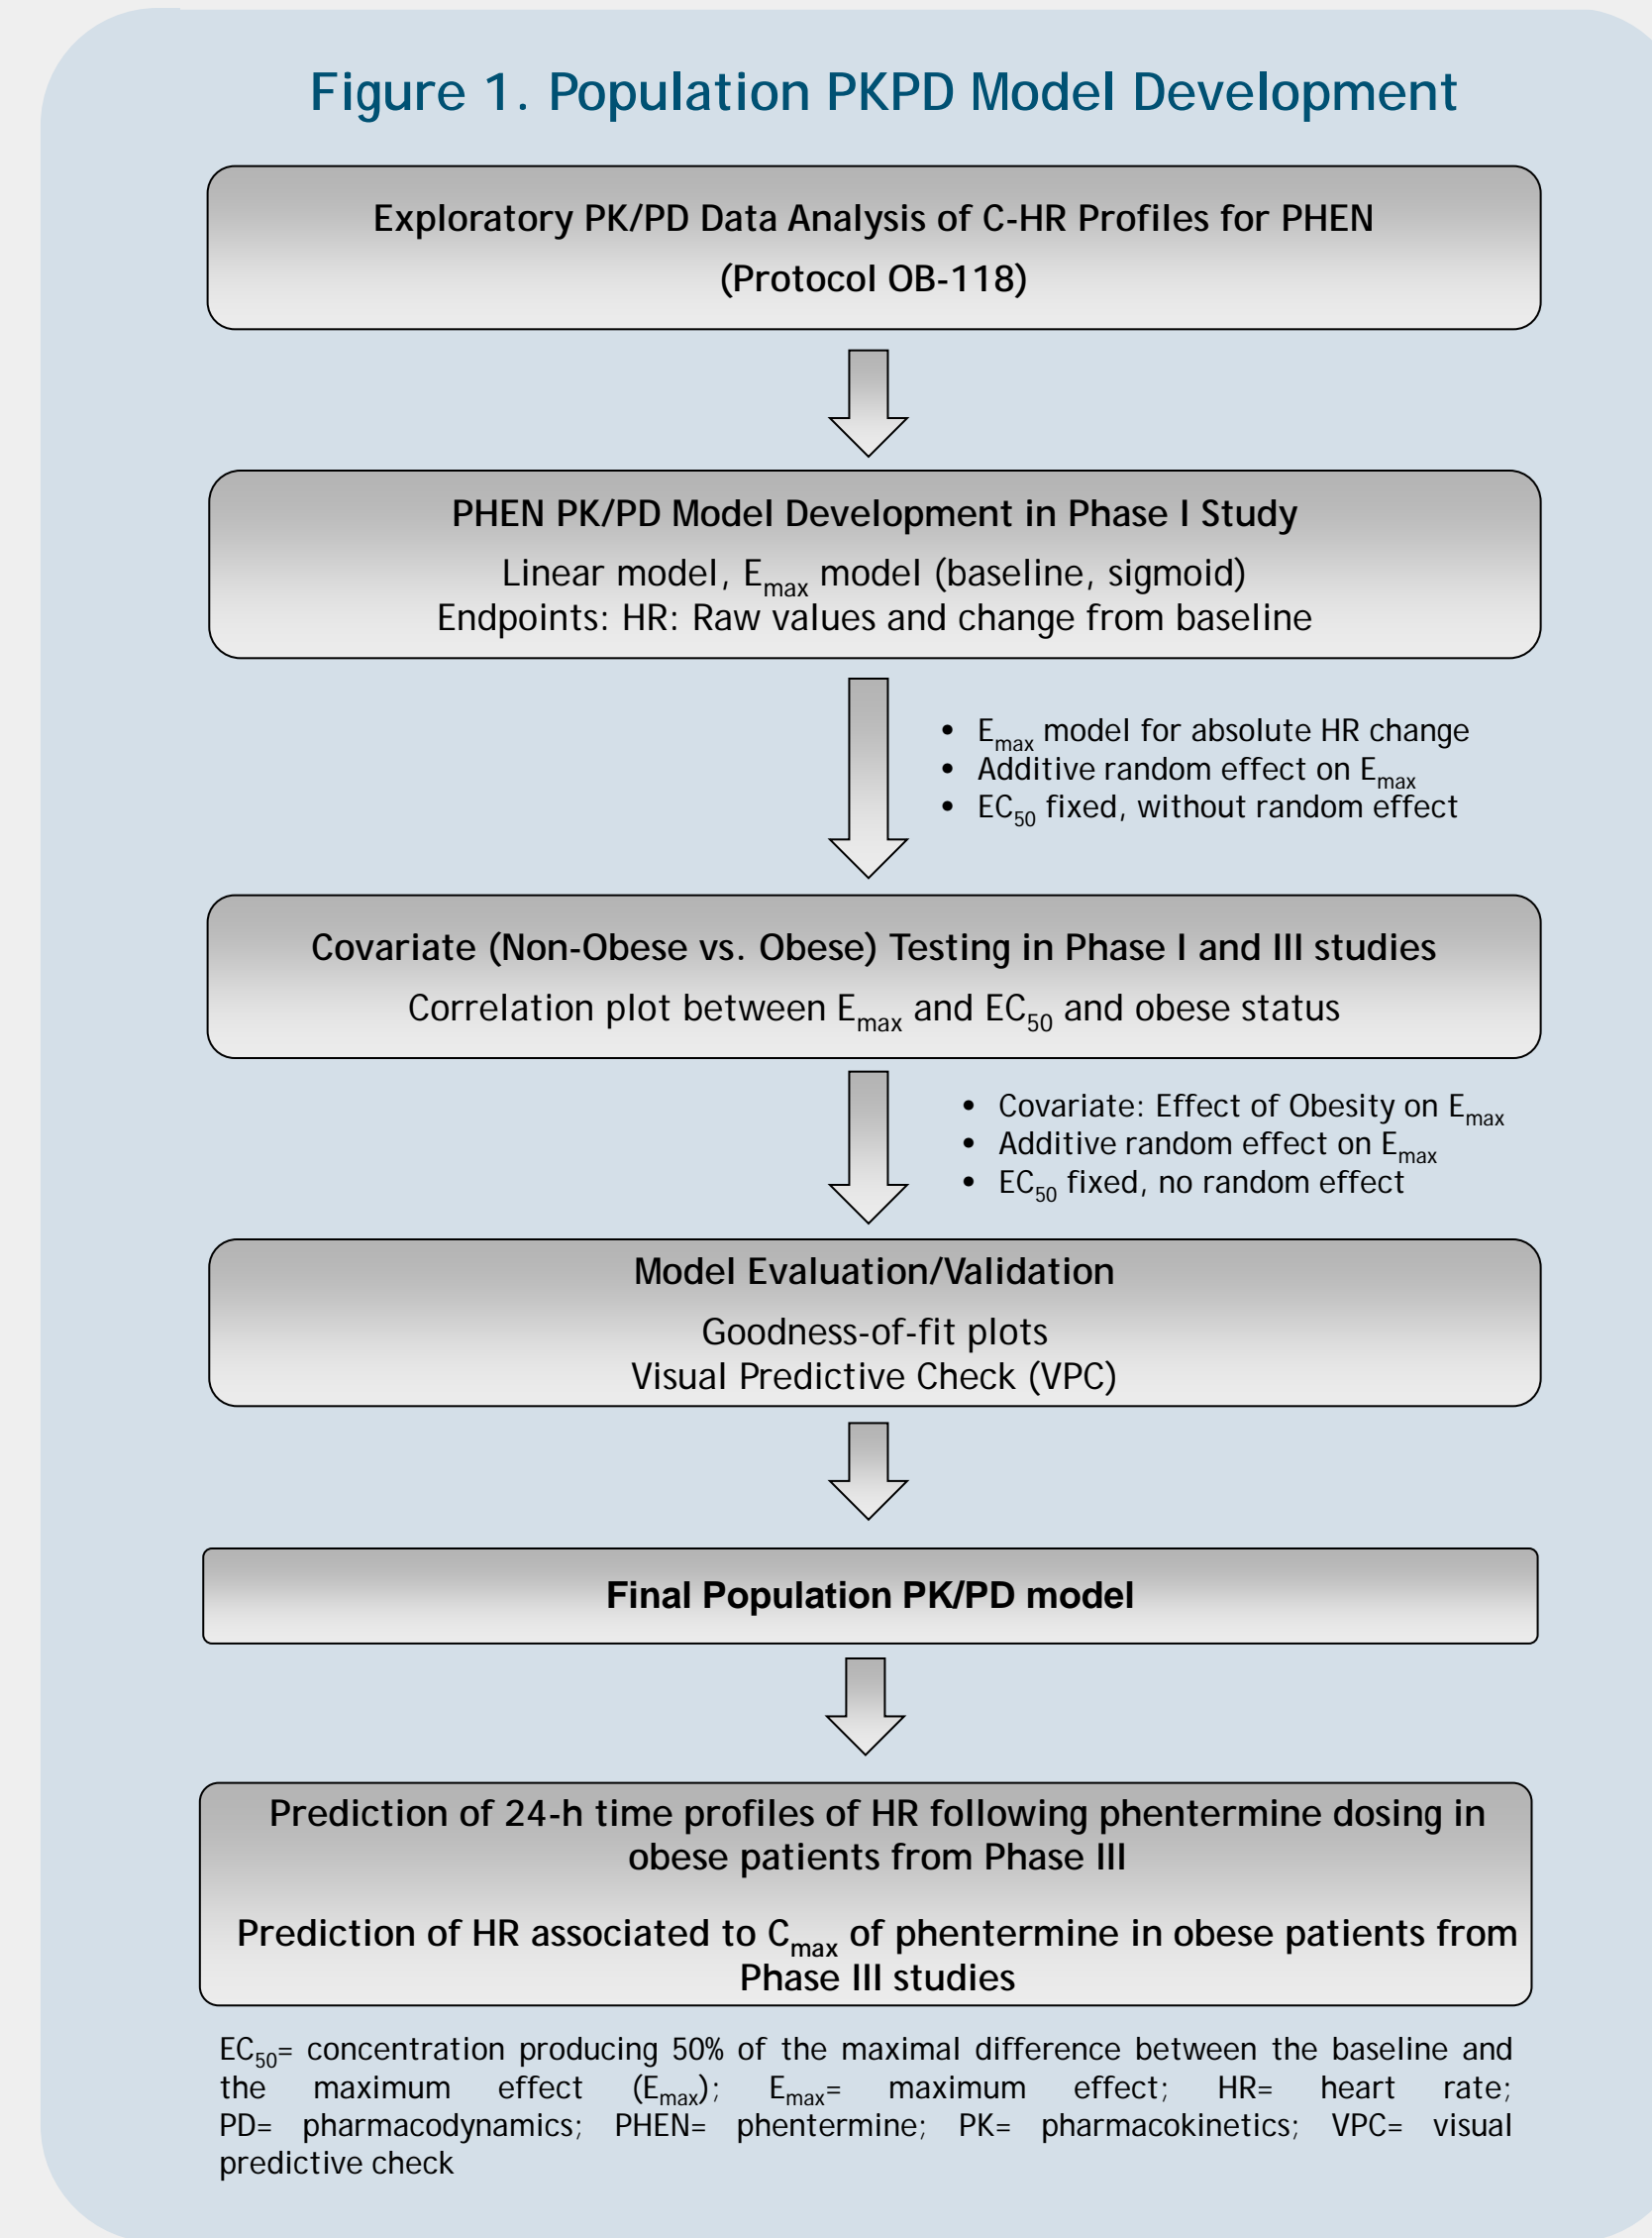 Figure 1. Population PKPD Model Development
Exploratory PK/PD Data Analysis of C-HR Profiles for PHEN
(Protocol OB-118)
PHEN PK/PD Model Development in Phase I Study
Linear model, Emax model (baseline, sigmoid)
Endpoints: HR: Raw values and change from baseline
• Emax model for absolute HR change
• Additive random effect on Emax
• EC50 fixed, without random effect
Covariate (Non-Obese vs. Obese) Testing in Phase I and III studies
Correlation plot between Emax and EC50 and obese status
• Covariate: Effect of Obesity on Emax
• Additive random effect on Emax
• EC50 fixed, no random effect
Model Evaluation/Validation
Goodness-of-fit plots
Visual Predictive Check (VPC)
Final Population PK/PD model
Prediction of 24-h time profiles of HR following phentermine dosing in
obese patients from Phase III
Prediction of HR associated to Cmax of phentermine in obese patients from
Phase III studies
EC50= concentration producing 50% of the maximal difference between the baseline and
the maximum effect (Emax); Emax= maximum effect; HR= heart rate;
PD= pharmacodynamics; PHEN= phentermine; PK= pharmacokinetics; VPC= visual
predictive check